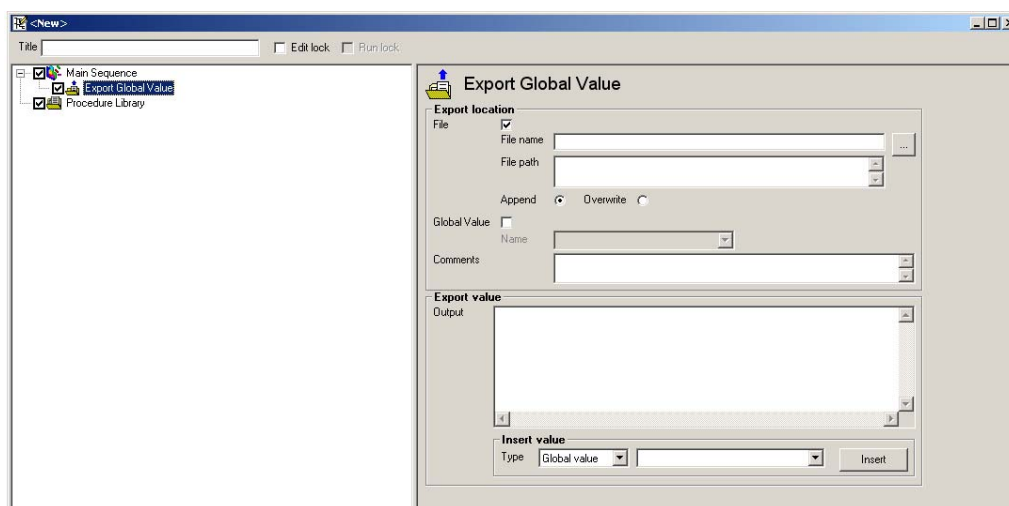 <New>
Title Edit lock Run lock
Main Sequence
Export Global Value
Procedure Library
Export Global Value
Export location
File
File name ...
File path
Append Overwrite
Global Value
Name
Comments
Export value
Output
Insert value
Type Global value Insert